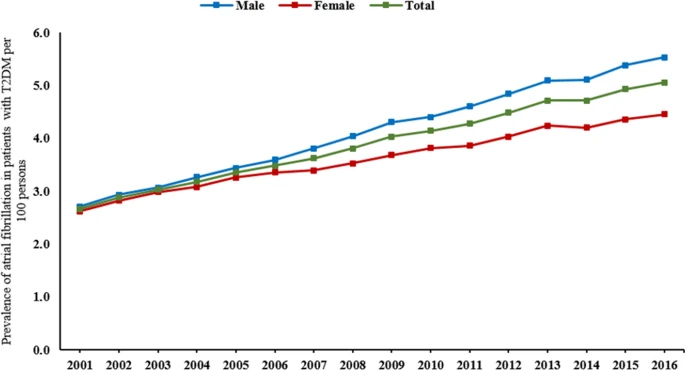 Male Female Total
Prevalence of atrial fibrillation in patients with T2DM per
100 persons
6.0
5.0
4.0
3.0
2.0
1.0
0.0
2001 2002 2003 2004 2005 2006 2007 2008 2009 2010 2011 2012 2013 2014 2015 2016